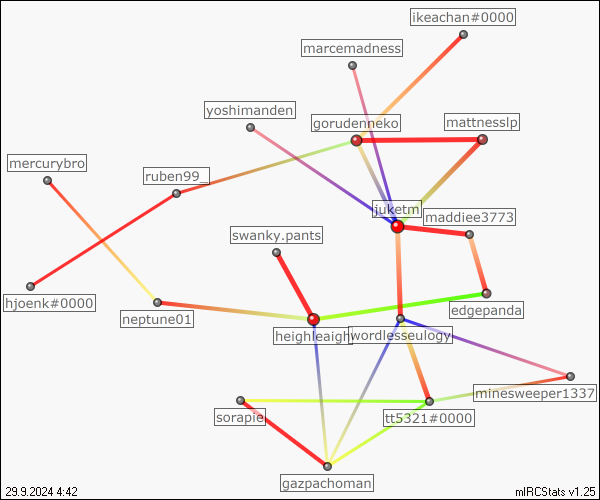 ikeachan#0000
marcemadness
yoshimanden
gorudenneko
mattnesslp
mercurybro
ruben99_
juketm
maddiee3773
swanky.pants
hjoenk#0000
neptune01
edgepanda
heighleaigh
wordlesseulogy
minesweeper1337
sorapie
tt5321#0000
gazpachoman
29.9.2024 4:42
mIRCStats v1.25